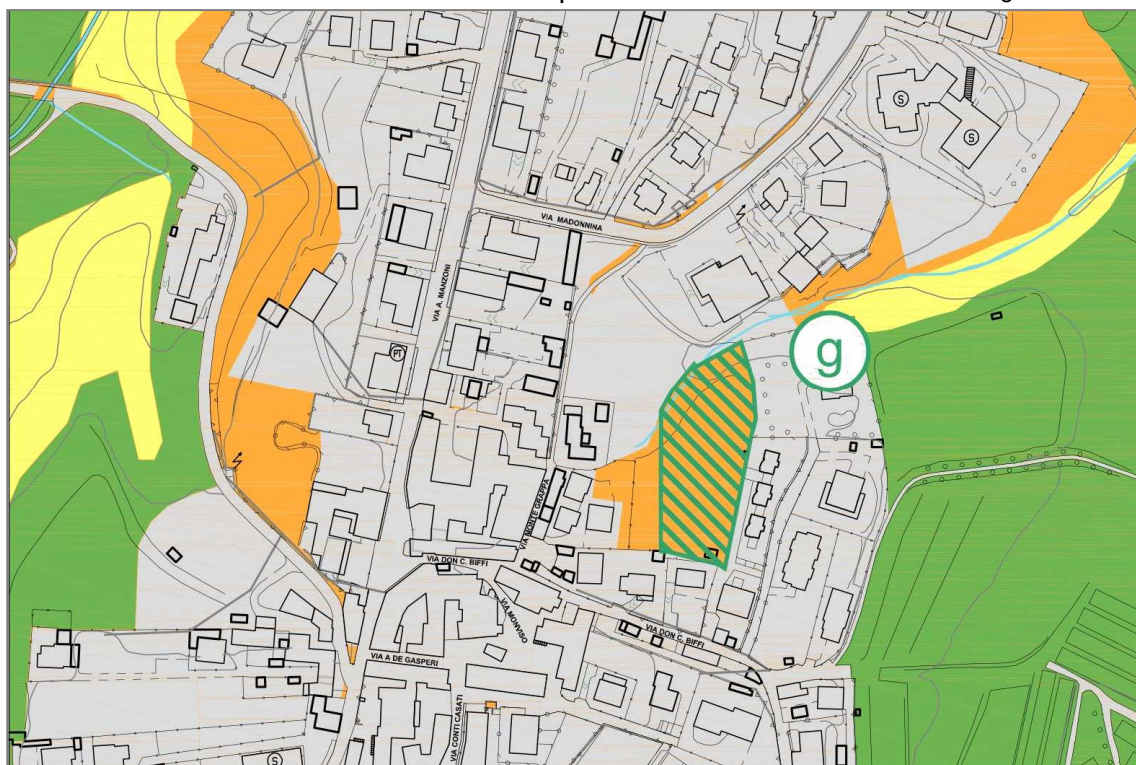 S
S
VIA MADONNINA
VIA A. MANZONI
PT
g
VIA MONTE GRAPPA
VIA DON C. BIFFI
VIA MONVISO
VIA DON C. BIFFI
VIA A DE GASPERI
VIA CONTI CASATI
S